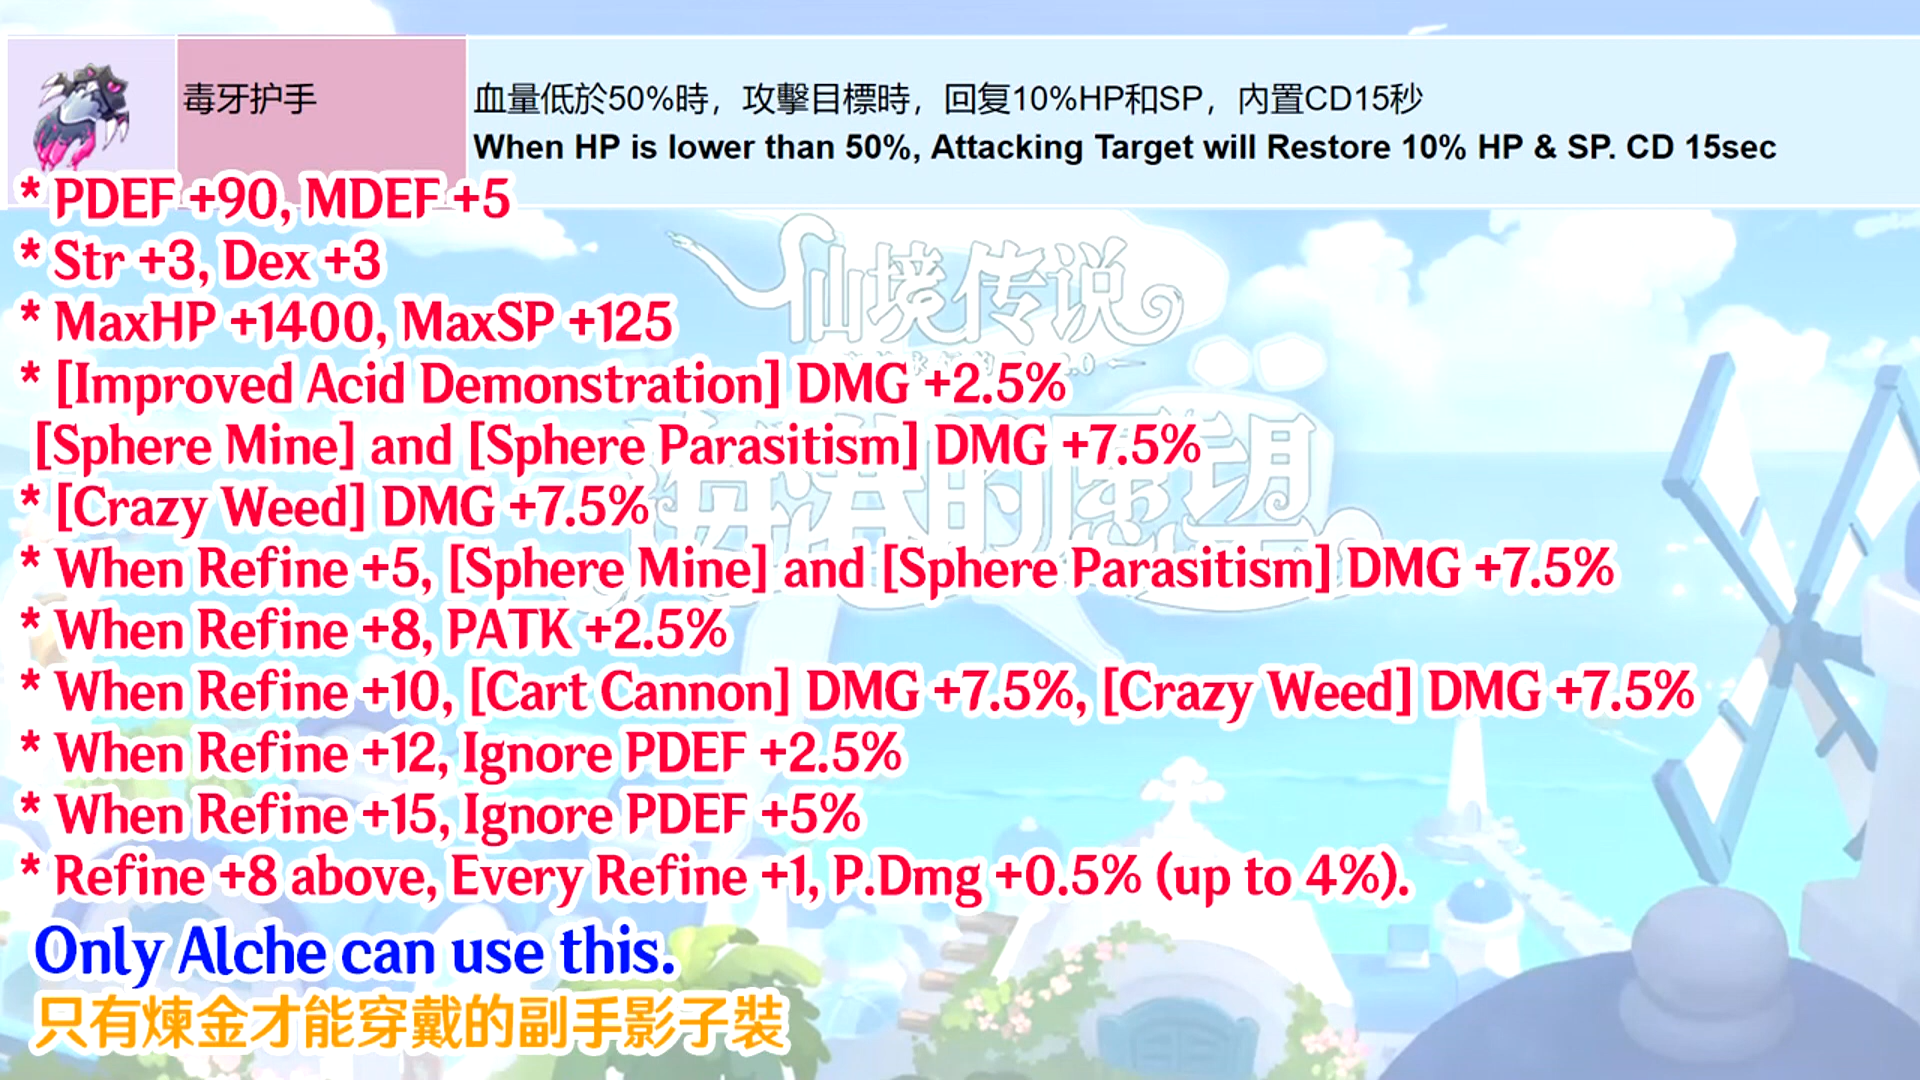 毒牙护手
血量低於50%時，攻擊目標時，回复10%HP和SP，內置CD15秒
When HP is lower than 50%, Attacking Target will Restore 10% HP & SP. CD 15sec
* PDEF +90, MDEF +5
* Str +3, Dex +3
* MaxHP +1400, MaxSP +125
* [Improved Acid Demonstration] DMG +2.5%
[Sphere Mine] and [Sphere Parasitism] DMG +7.5%
* [Crazy Weed] DMG +7.5%
* When Refine +5, [Sphere Mine] and [Sphere Parasitism] DMG +7.5%
* When Refine +8, PATK +2.5%
* When Refine +10, [Cart Cannon] DMG +7.5%, [Crazy Weed] DMG +7.5%
* When Refine +12, Ignore PDEF +2.5%
* When Refine +15, Ignore PDEF +5%
* Refine +8 above, Every Refine +1, P.Dmg +0.5% (up to 4%).
Only Alche can use this.
只有煉金才能穿戴的副手影子裝
仙境传说
的愿望